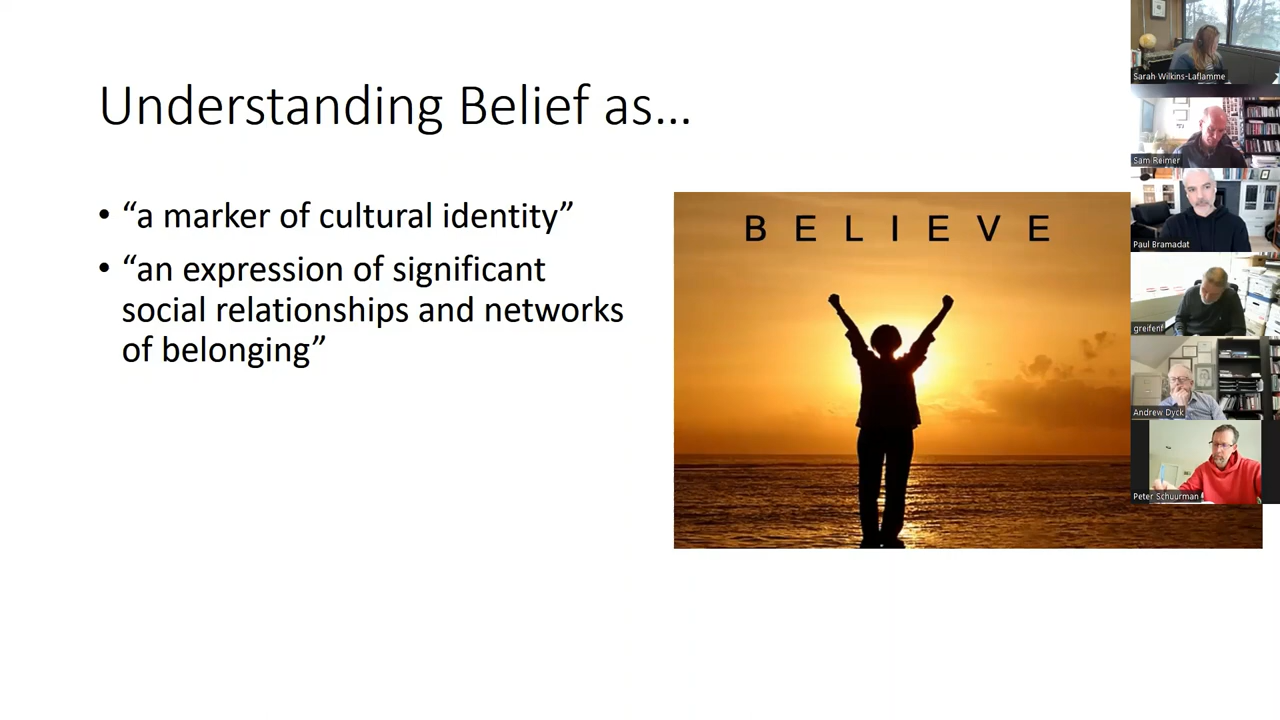 Understanding Belief as…
• “a marker of cultural identity”
• “an expression of significant
social relationships and networks
of belonging”
BELIEVE
Sarah Wilkins-Laflamme
Sam Reimer
Paul Bramadat
greifenf
Andrew Dyck
Peter Schuurman